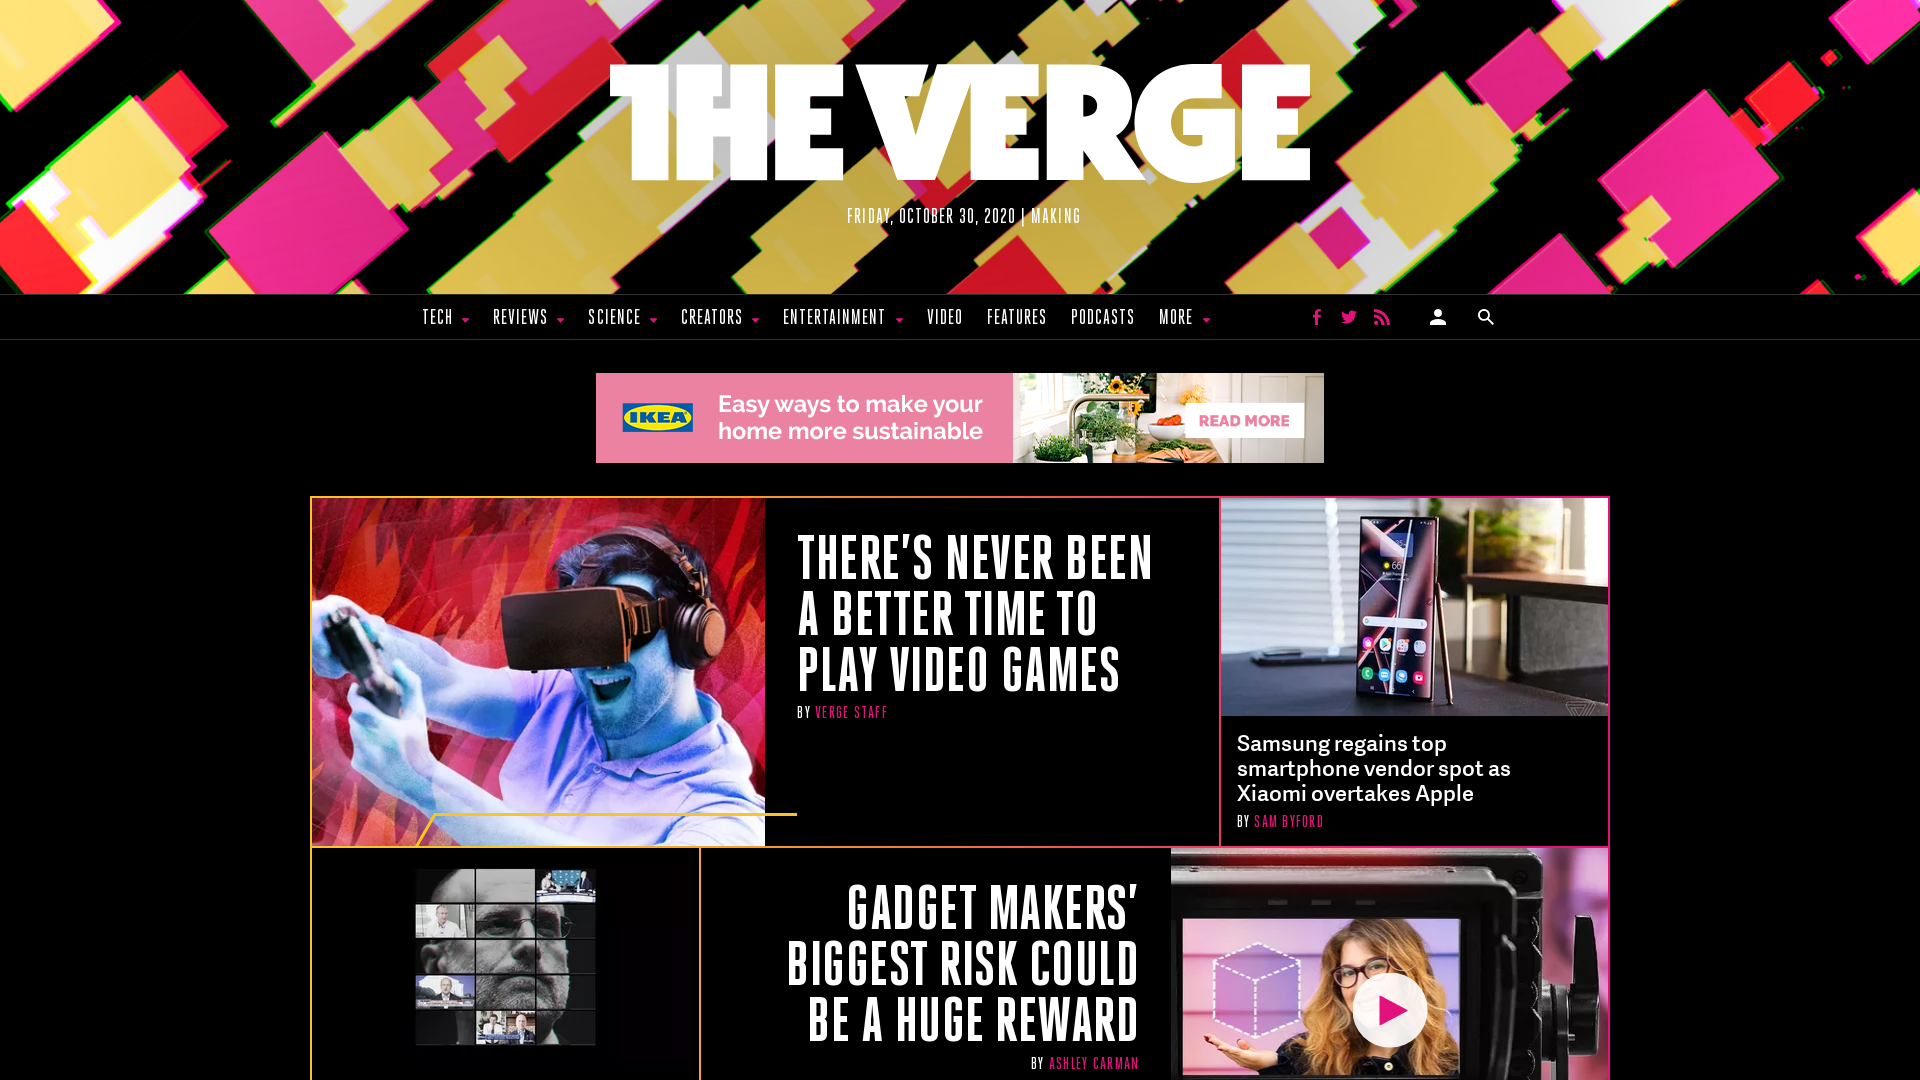 THE VERGE
FRIDAY, OCTOBER 30, 2020 | MAKING
TECH REVIEWS SCIENCE CREATORS ENTERTAINMENT VIDEO FEATURES PODCASTS MORE
IKEA
Easy ways to make your
home more sustainable
READ MORE
THERE'S NEVER BEEN
A BETTER TIME TO
PLAY VIDEO GAMES
BY VERGE STAFF
Samsung regains top
smartphone vendor spot as
Xiaomi overtakes Apple
BY SAM BYFORD
GADGET MAKERS'
BIGGEST RISK COULD
BE A HUGE REWARD
BY ASHLEY CARMAN